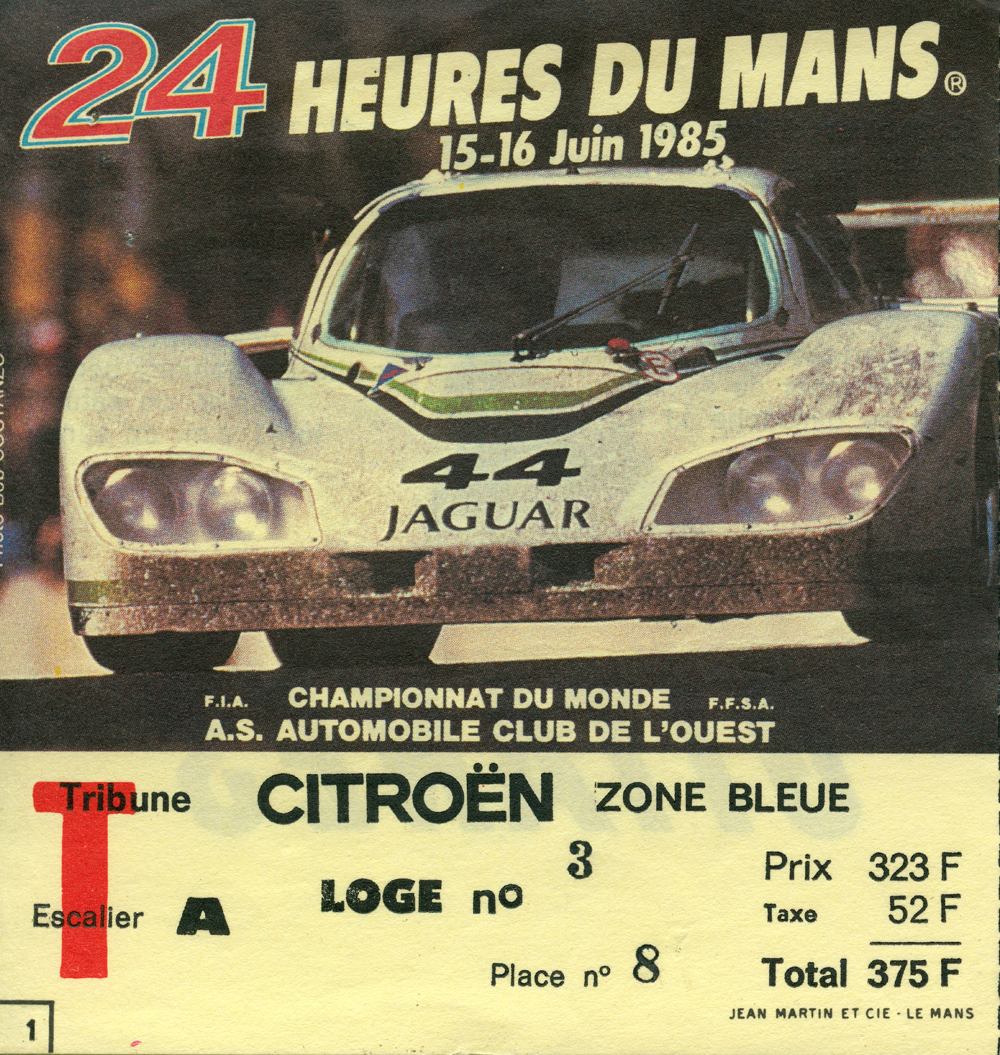 24 HEURES DU MANS®
15-16 Juin 1985
44
JAGUAR
F.I.A. CHAMPIONNAT DU MONDE F.F.S.A.
A.S. AUTOMOBILE CLUB DE L'OUEST
T
Tribune CITROËN ZONE BLEUE
Escalier A LOGE nº 3
Place nº 8
Prix 323 F
Taxe 52 F
Total 375 F
JEAN MARTIN ET CIE - LE MANS
1